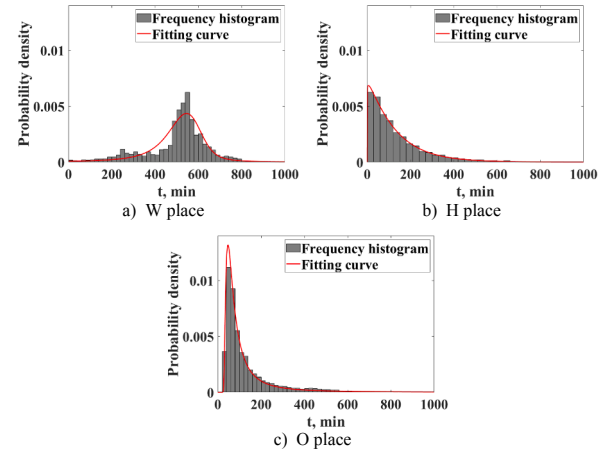 Frequency histogram
Fitting curve
Probability density
0.01
0.005
0
0 200 400 600 800 1000
t, min
a) W place
Frequency histogram
Fitting curve
Probability density
0.01
0.005
0
0 200 400 600 800 1000
t, min
b) H place
Frequency histogram
Fitting curve
Probability density
0.01
0.005
0
0 200 400 600 800 1000
t, min
c) O place